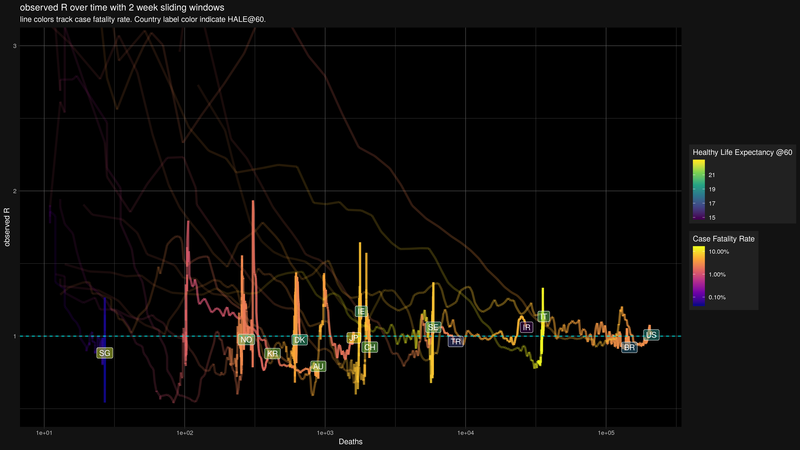 observed R over time with 2 week sliding windows
line colors track case fatality rate. Country label color indicate HALE@60.
3
2
1
observed R
SG
NO
KR
DK
AU
IE
JP
CH
SE
TR
IR
IT
BR
US
1e+01
1e+02
1e+03
1e+04
1e+05
Deaths
Healthy Life Expectancy @60
21
19
17
15
Case Fatality Rate
10.00%
1.00%
0.10%